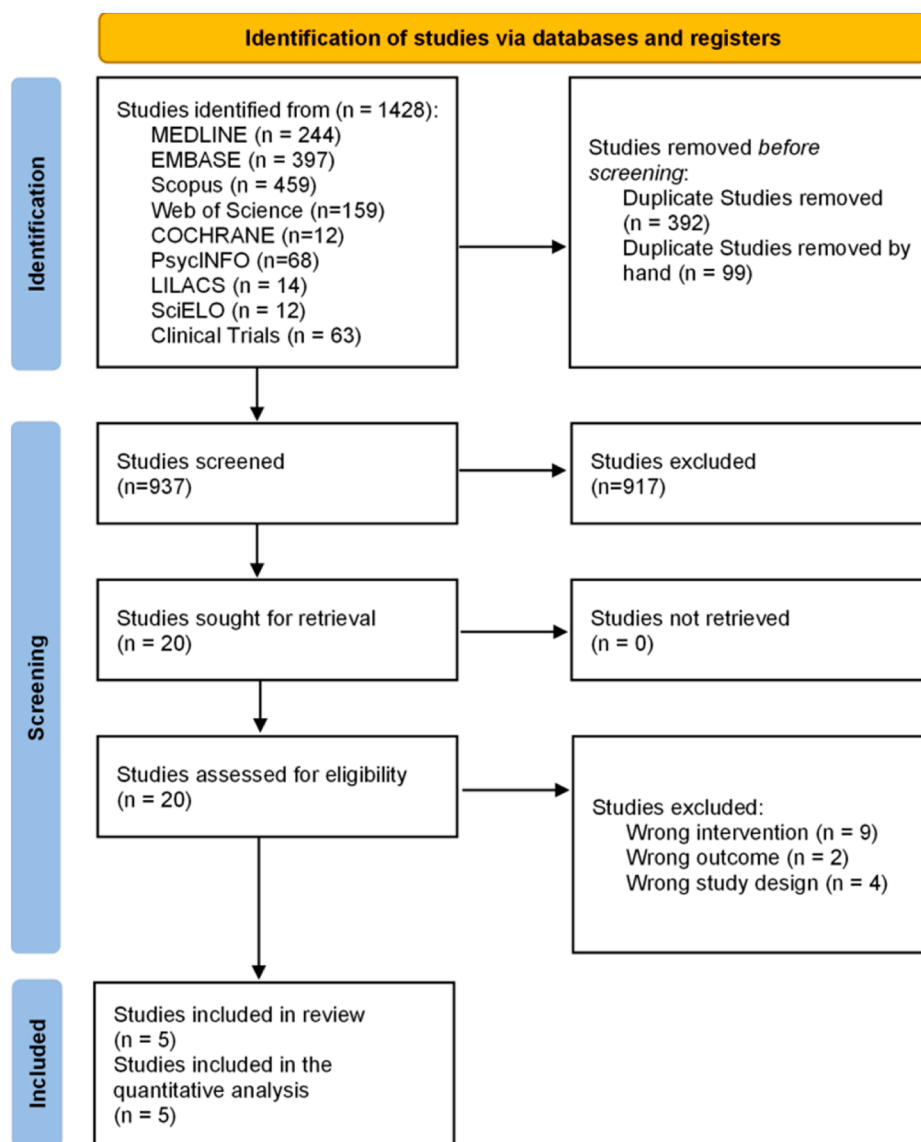 Identification of studies via databases and registers
Identification
Studies identified from (n = 1428):
MEDLINE (n = 244)
EMBASE (n = 397)
Scopus (n = 459)
Web of Science (n=159)
COCHRANE (n=12)
PsycINFO (n=68)
LILACS (n = 14)
SciELO (n = 12)
Clinical Trials (n = 63)
Studies removed before
screening:
Duplicate Studies removed
(n = 392)
Duplicate Studies removed by
hand (n = 99)
Screening
Studies screened
(n=937)
Studies excluded
(n=917)
Studies sought for retrieval
(n = 20)
Studies not retrieved
(n = 0)
Studies assessed for eligibility
(n = 20)
Studies excluded:
Wrong intervention (n = 9)
Wrong outcome (n = 2)
Wrong study design (n = 4)
Included
Studies included in review
(n = 5)
Studies included in the
quantitative analysis
(n = 5)